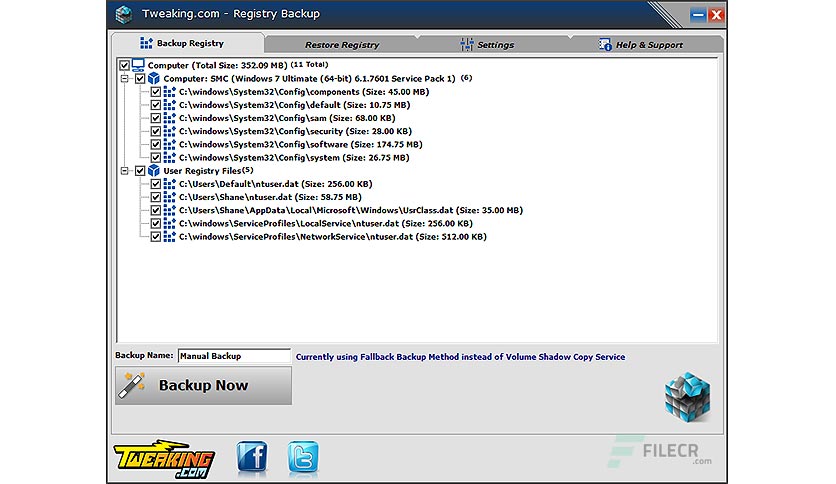 Tweaking.com - Registry Backup
Backup Registry
Restore Registry
Settings
Help & Support
Computer (Total Size: 352.09 MB) (11 Total)
Computer: SMC (Windows 7 Ultimate (64-bit) 6.1.7601 Service Pack 1) (6)
C:\windows\System32\Config\components (Size: 45.00 MB)
C:\windows\System32\Config\default (Size: 10.75 MB)
C:\windows\System32\Config\sam (Size: 68.00 KB)
C:\windows\System32\Config\security (Size: 28.00 KB)
C:\windows\System32\Config\software (Size: 174.75 MB)
C:\windows\System32\Config\system (Size: 26.75 MB)
User Registry Files(5)
C:\Users\Default\ntuser.dat (Size: 256.00 KB)
C:\Users\Shane\ntuser.dat (Size: 58.75 MB)
C:\Users\Shane\AppData\Local\Microsoft\Windows\UsrClass.dat (Size: 35.00 MB)
C:\windows\ServiceProfiles\LocalService\ntuser.dat (Size: 256.00 KB)
C:\windows\ServiceProfiles\NetworkService\ntuser.dat (Size: 512.00 KB)
Backup Name: Manual Backup Currently using Fallback Backup Method instead of Volume Shadow Copy Service
Backup Now
TWEAKING
.COM
f
t
FILECR
.com